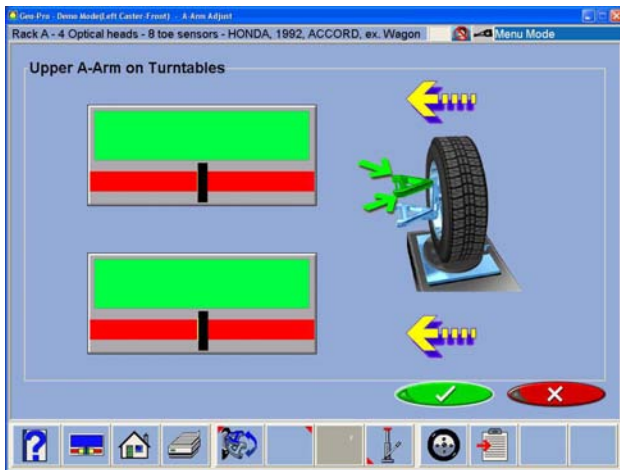 Geo-Pro - Demo Mode(Left Caster-Front) - A-Arm Adjust
Rack A - 4 Optical heads - 8 toe sensors - HONDA, 1992, ACCORD, ex. Wagon
Menu Mode
Upper A-Arm on Turntables